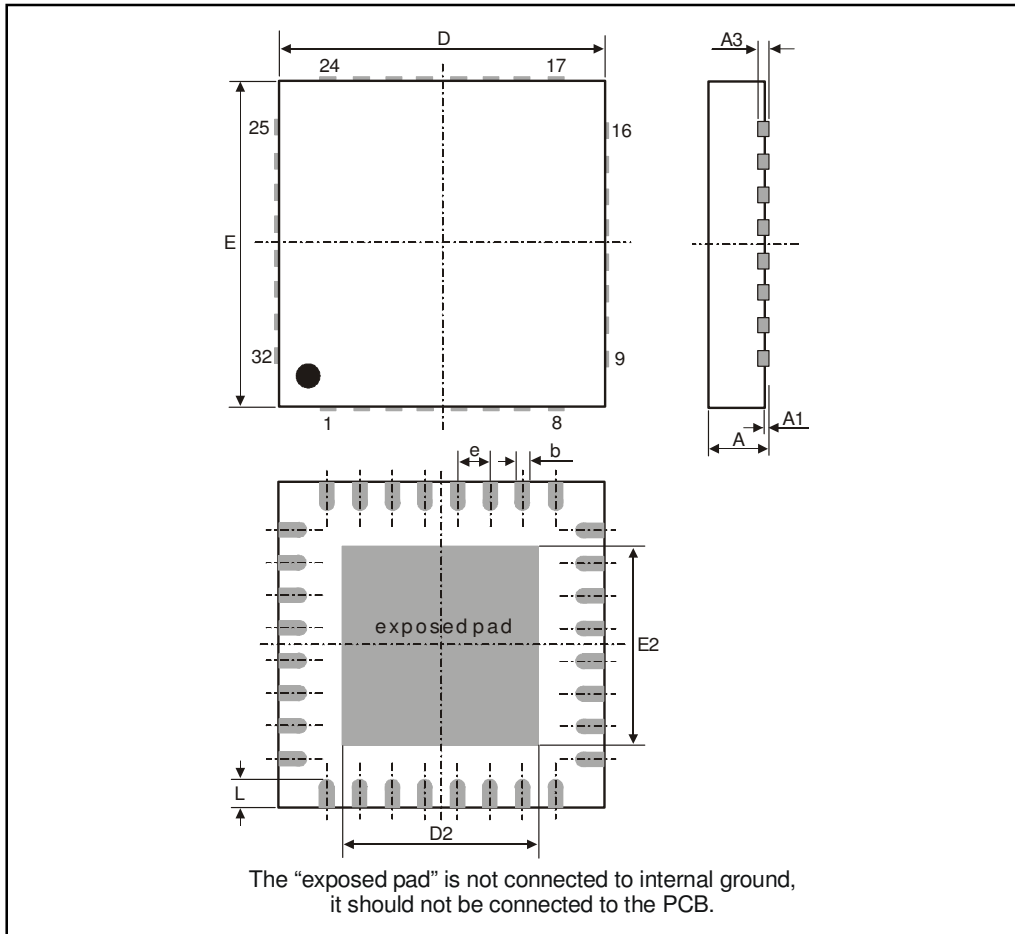 D
A3
24 17
25 16
E
32 9
1 8
A1
A
e b
exposed pad
E2
L
D2
The “exposed pad” is not connected to internal ground,
it should not be connected to the PCB.